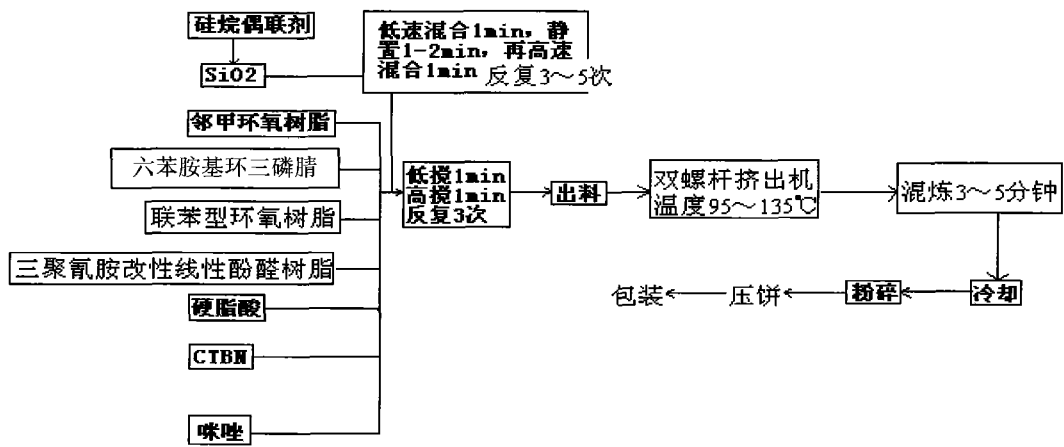 硅烷偶联剂
SiO2
低速混合1min，静
置1-2min，再高速
混合1min 反复3～5次
邻甲环氧树脂
六苯胺基环三磷腈
联苯型环氧树脂
三聚氰胺改性线性酚醛树脂
硬脂酸
CTBN
咪唑
低搅1min
高搅1min
反复3次
出料
双螺杆挤出机
温度95～135℃
混炼3～5分钟
冷却
粉碎
压饼
包装